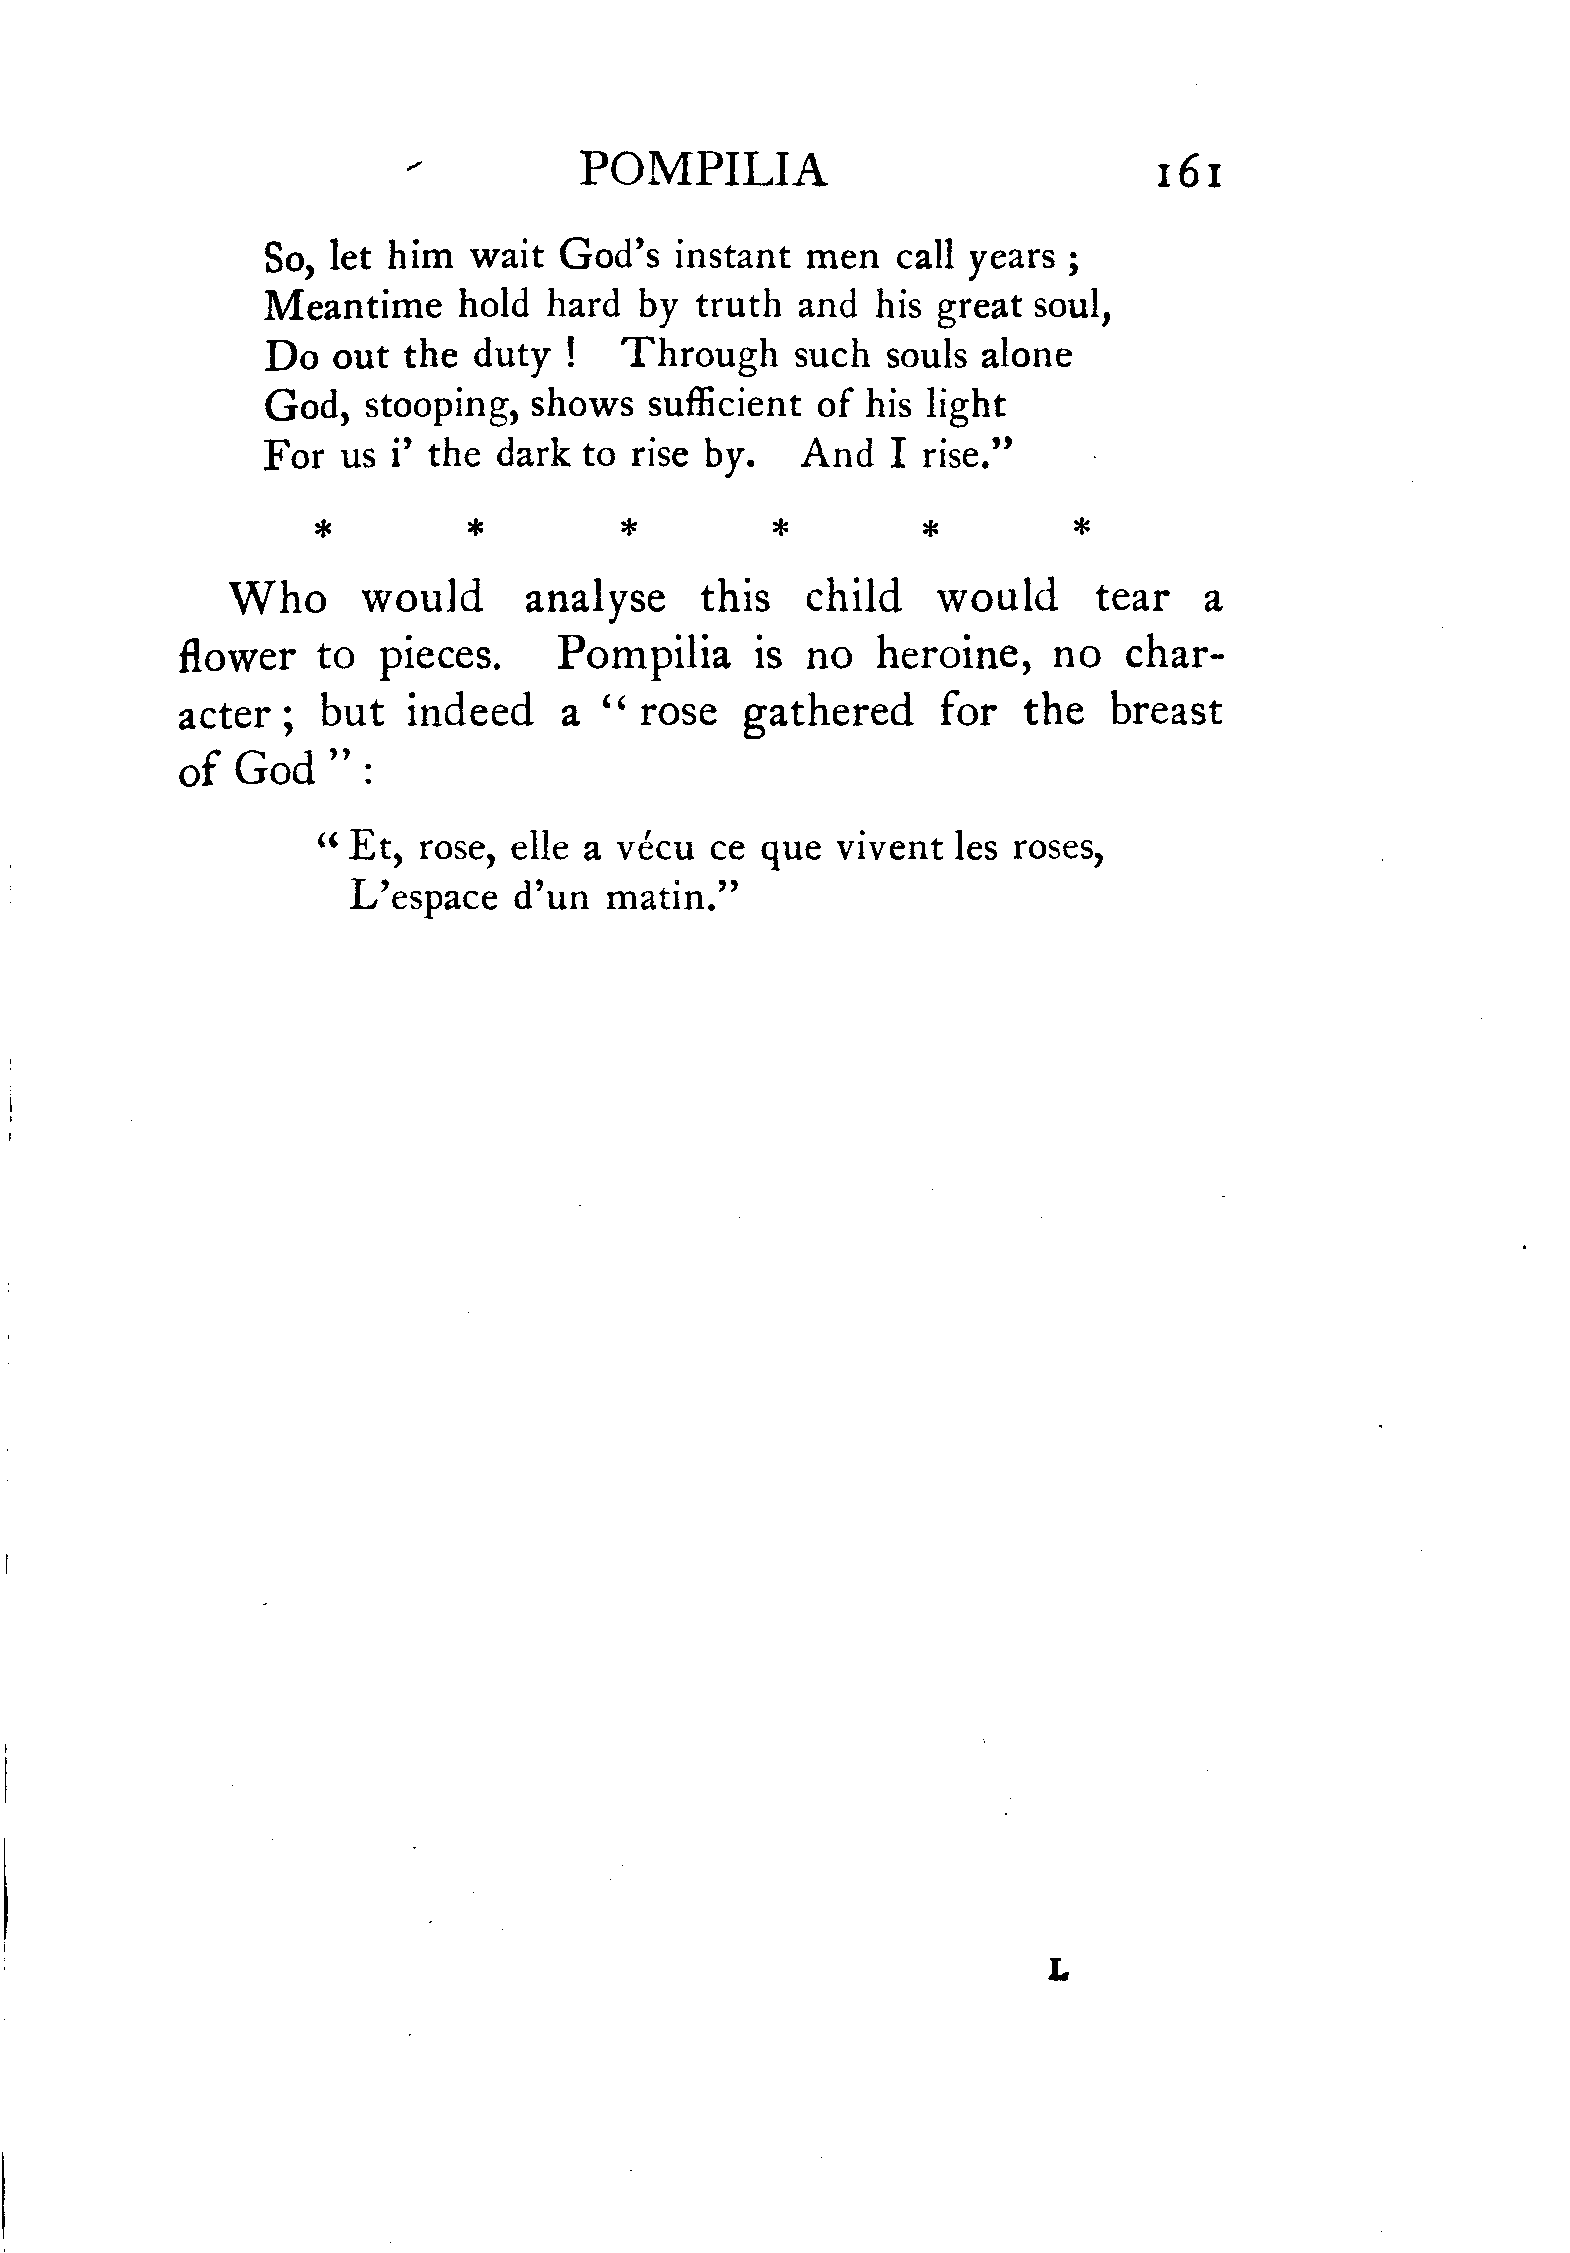 POMPILIA 161
So, let him wait God's instant men call years ;
Meantime hold hard by truth and his great soul,
Do out the duty ! Through such souls alone
God, stooping, shows sufficient of his light
For us i' the dark to rise by. And I rise."
* * * * * *
Who would analyse this child would tear a
flower to pieces. Pompilia is no heroine, no char-
acter ; but indeed a " rose gathered for the breast
of God " :
" Et, rose, elle a vécu ce que vivent les roses,
L'espace d'un matin."
L